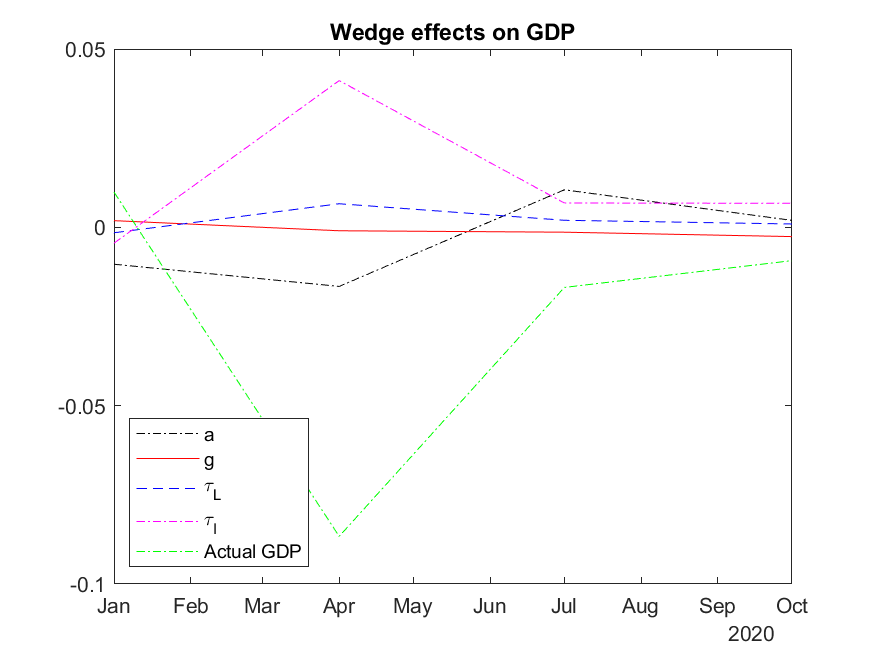 Wedge effects on GDP
0.05
0
-0.05
-0.1
a
g
τL
τI
Actual GDP
Jan Feb Mar Apr May Jun Jul Aug Sep Oct
2020